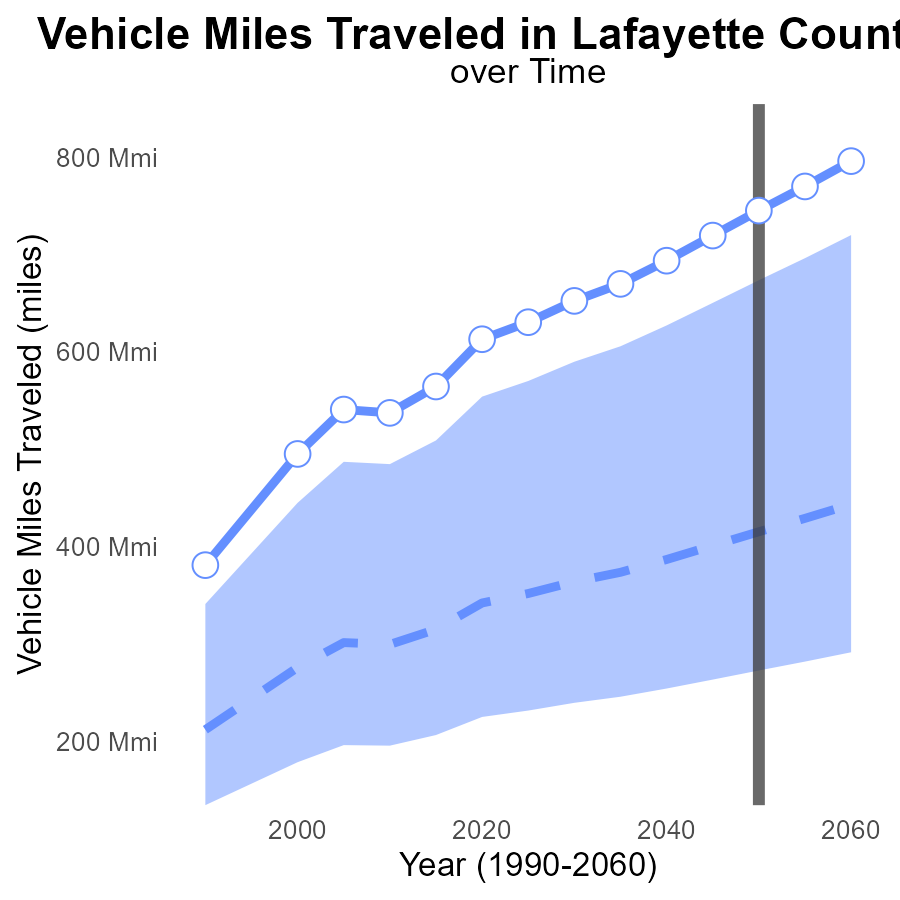 Vehicle Miles Traveled in Lafayette Count
over Time
800 Mmi
600 Mmi
400 Mmi
200 Mmi
Vehicle Miles Traveled (miles)
2000 2020 2040 2060
Year (1990-2060)